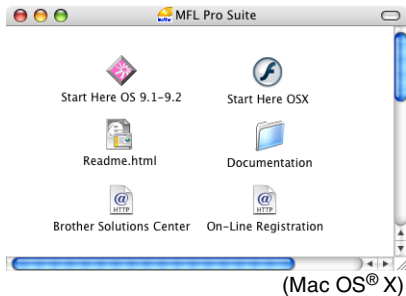 MFL Pro Suite
Start Here OS 9.1-9.2
Start Here OSX
Readme.html
Documentation
@
HTTP
@
HTTP
Brother Solutions Center
On-Line Registration
(Mac OS® X)